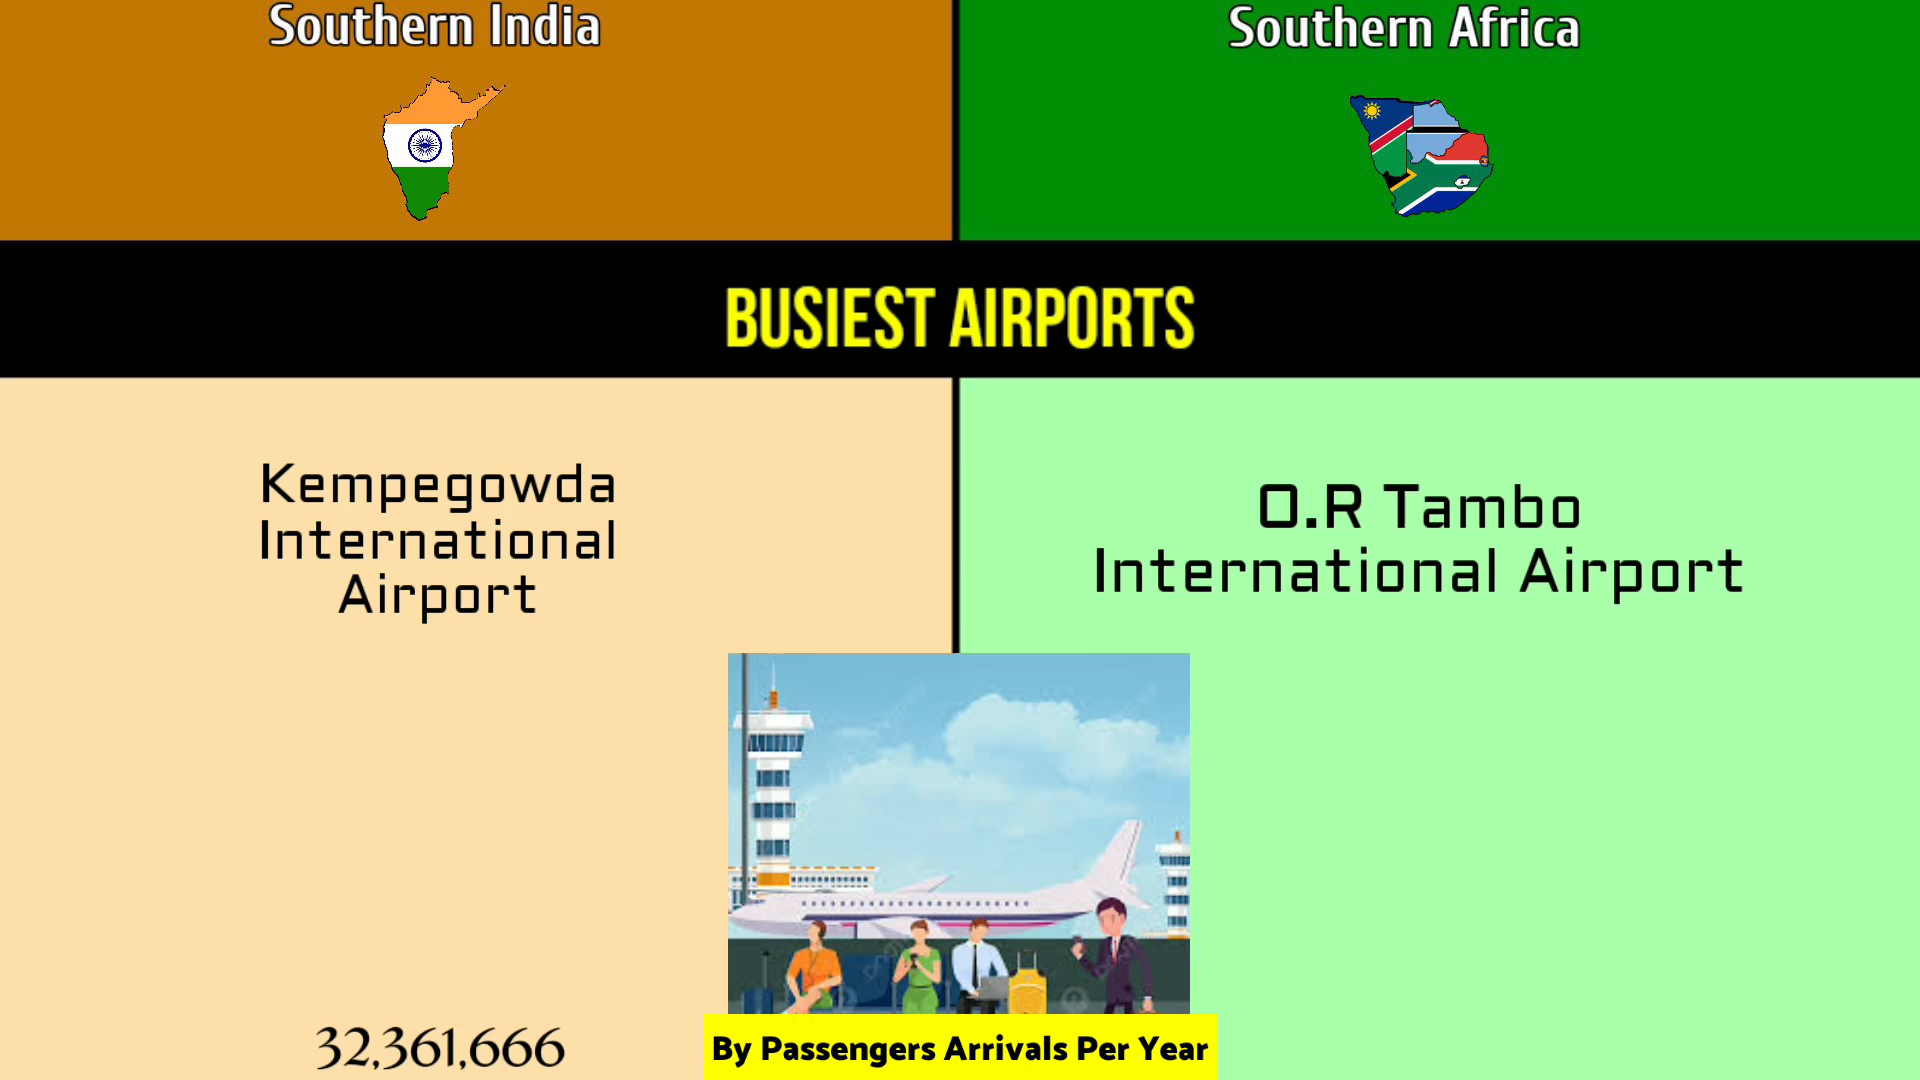 Southern India
Southern Africa
BUSIEST AIRPORTS
Kempegowda
International
Airport
O.R Tambo
International Airport
32,361,666
By Passengers Arrivals Per Year